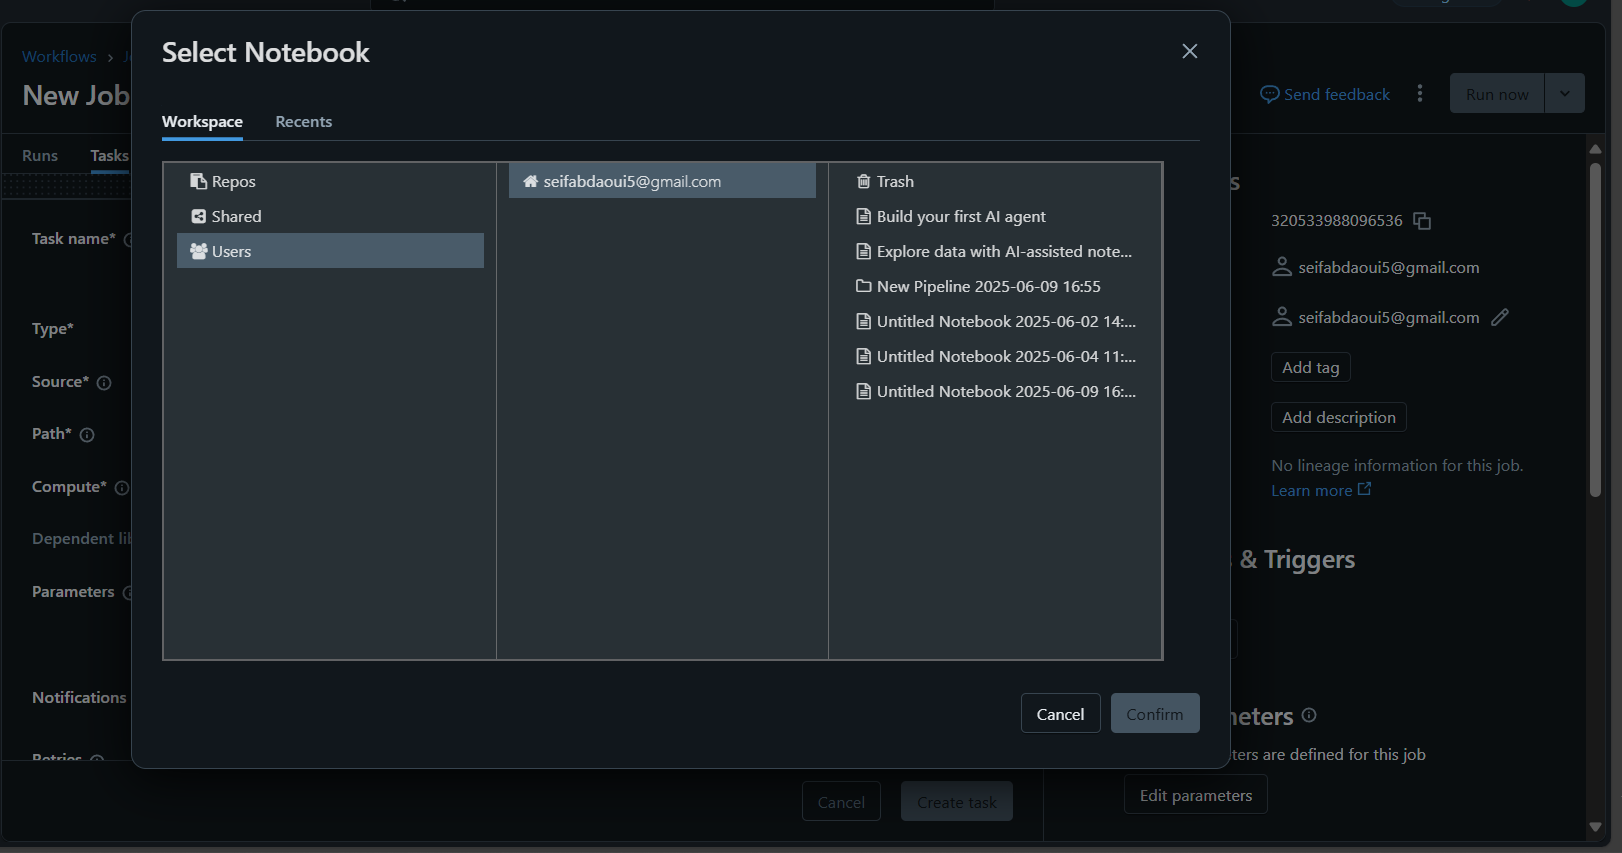 Select Notebook
Workspace
Recents
Repos
Shared
Users
seifabdaoui5@gmail.com
Trash
Build your first AI agent
Explore data with AI-assisted note...
New Pipeline 2025-06-09 16:55
Untitled Notebook 2025-06-02 14:...
Untitled Notebook 2025-06-04 11:...
Untitled Notebook 2025-06-09 16:...
Cancel
Confirm
Workflows
New Job
Send feedback
Run now
Runs
Tasks
Task name*
Type*
Source*
Path*
Compute*
Dependent lib
Parameters
Notifications
Retries
Cancel
Create task
320533988096536
seifabdaoui5@gmail.com
seifabdaoui5@gmail.com
Add tag
Add description
No lineage information for this job.
Learn more
& Triggers
neters
ters are defined for this job
Edit parameters